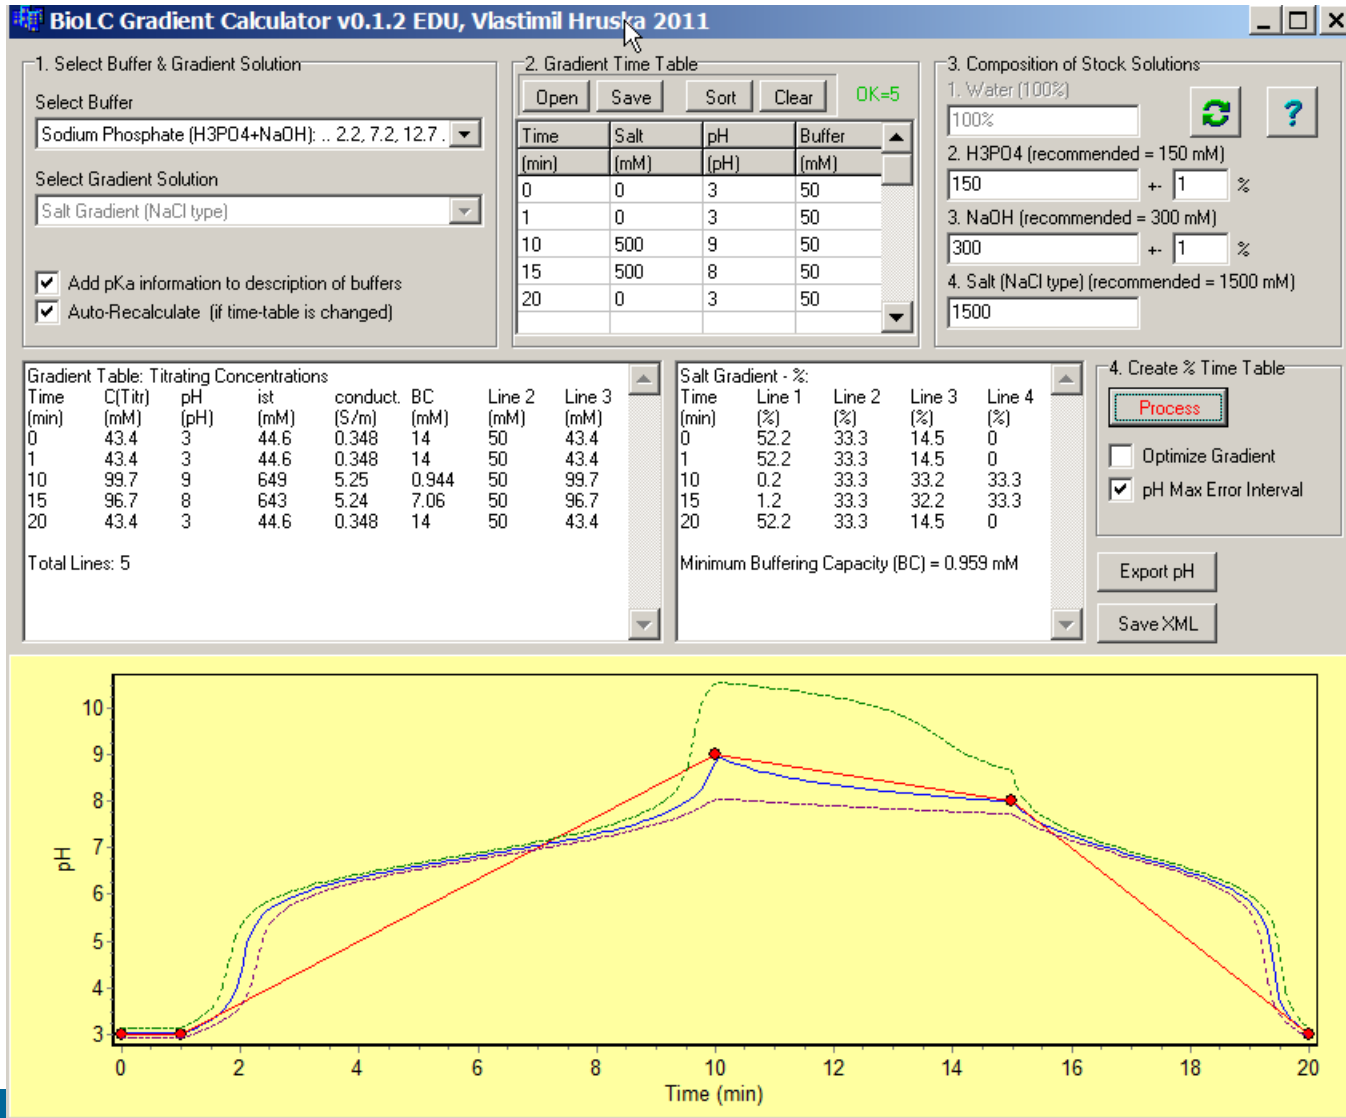 BioLC Gradient Calculator v0.1.2 EDU, Vlastimil Hruska 2011
1. Select Buffer & Gradient Solution
Select Buffer
Sodium Phosphate (H3PO4+NaOH): .. 2.2, 7.2, 12.7 .
Select Gradient Solution
Salt Gradient (NaCl type)
Add pKa information to description of buffers
Auto-Recalculate (if time-table is changed)
2. Gradient Time Table
Open Save Sort Clear OK=5
Time Salt pH Buffer
(min) (mM) (pH) (mM)
0 0 3 50
1 0 3 50
10 500 9 50
15 500 8 50
20 0 3 50
3. Composition of Stock Solutions
1. Water (100%)
100%
?
2. H3PO4 (recommended = 150 mM)
150 +- 1 %
3. NaOH (recommended = 300 mM)
300 +- 1 %
4. Salt (NaCl type) (recommended = 1500 mM)
1500
Gradient Table: Titrating Concentrations
Time C(Titr) pH ist conduct. BC Line 2 Line 3
(min) (mM) (pH) (mM) (S/m) (mM) (mM) (mM)
0 43.4 3 44.6 0.348 14 50 43.4
1 43.4 3 44.6 0.348 14 50 43.4
10 99.7 9 649 5.25 0.944 50 99.7
15 96.7 8 643 5.24 7.06 50 96.7
20 43.4 3 44.6 0.348 14 50 43.4
Total Lines: 5
Salt Gradient - %:
Time Line 1 Line 2 Line 3 Line 4
(min) (%) (%) (%) (%)
0 52.2 33.3 14.5 0
1 52.2 33.3 14.5 0
10 0.2 33.3 33.2 33.3
15 1.2 33.3 32.2 33.3
20 52.2 33.3 14.5 0
Minimum Buffering Capacity (BC) = 0.959 mM
4. Create % Time Table
Process
Optimize Gradient
pH Max Error Interval
Export pH
Save XML
pH
10
9
8
7
6
5
4
3
0 2 4 6 8 10 12 14 16 18 20
Time (min)